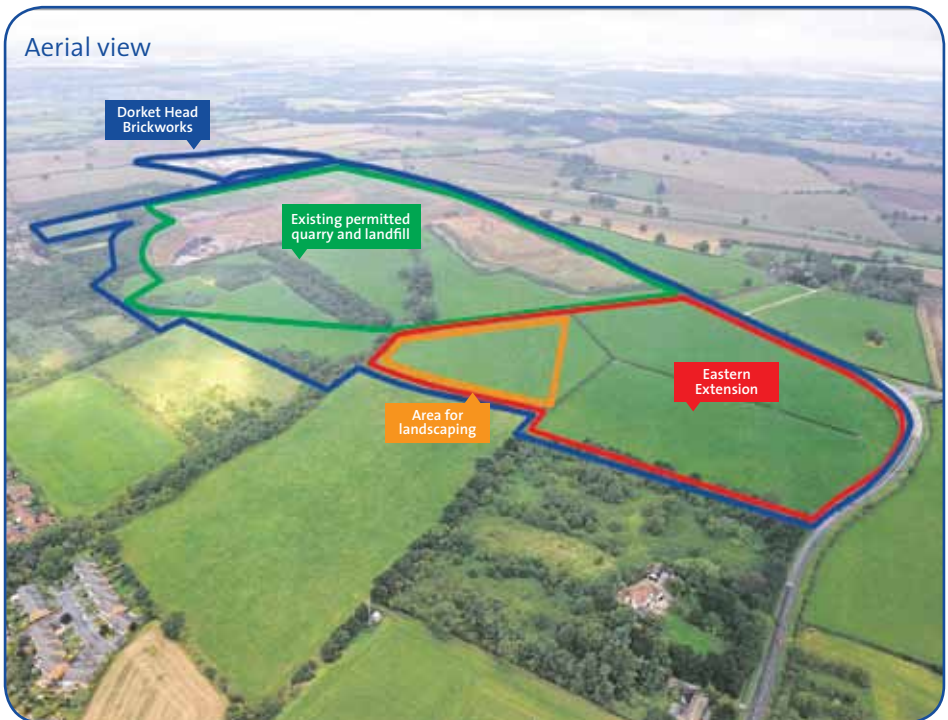 Aerial view
Dorket Head
Brickworks
Existing permitted
quarry and landfill
Eastern
Extension
Area for
landscaping